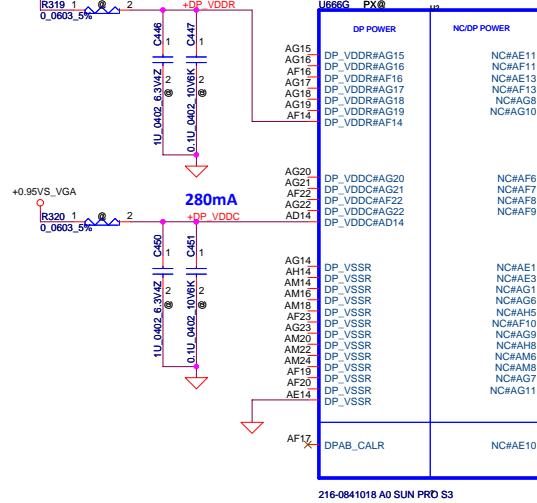 R319 1 @ 2 +DP_VDDR
0_0603_5%
C446 1 2 @
1U_0402_6.3V4Z
C447 1 2 @
0.1U_0402_10V6K
U666G PX@
DP POWER NC/DP POWER
AG15 DP_VDDR#AG15 NC#AE11
AG16 DP_VDDR#AG16 NC#AF11
AF16 DP_VDDR#AF16 NC#AE13
AG17 DP_VDDR#AG17 NC#AF13
AG18 DP_VDDR#AG18 NC#AG8
AG19 DP_VDDR#AG19 NC#AG10
AF14 DP_VDDR#AF14
AG20 DP_VDDC#AG20 NC#AF6
AG21 DP_VDDC#AG21 NC#AF7
AF22 DP_VDDC#AF22 NC#AF8
AG22 DP_VDDC#AG22 NC#AF9
AD14 DP_VDDC#AD14
+0.95VS_VGA
280mA
R320 1 @ 2 +DP_VDDC
0_0603_5%
C450 1 2 @
1U_0402_6.3V4Z
C451 1 2 @
0.1U_0402_10V6K
AG14 DP_VSSR NC#AE1
AH14 DP_VSSR NC#AE3
AM14 DP_VSSR NC#AG1
AM16 DP_VSSR NC#AG6
AM18 DP_VSSR NC#AH5
AF23 DP_VSSR NC#AF10
AG23 DP_VSSR NC#AG9
AM20 DP_VSSR NC#AH8
AM22 DP_VSSR NC#AM6
AM24 DP_VSSR NC#AM8
AF19 DP_VSSR NC#AG7
AF20 DP_VSSR NC#AG11
AE14 DP_VSSR
AF17 DPAB_CALR NC#AE10
216-0841018 A0 SUN PRO S3